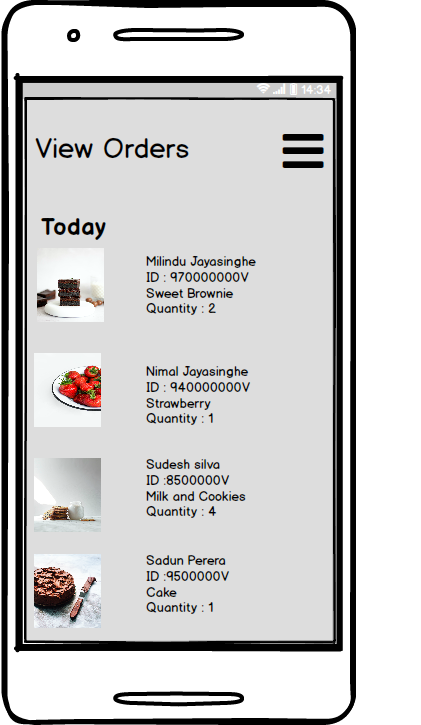 14:34
View Orders
Today
Milindu Jayasinghe
ID : 970000000V
Sweet Brownie
Quantity : 2
Nimal Jayasinghe
ID : 940000000V
Strawberry
Quantity : 1
Sudesh silva
ID :8500000V
Milk and Cookies
Quantity : 4
Sadun Perera
ID :9500000V
Cake
Quantity : 1